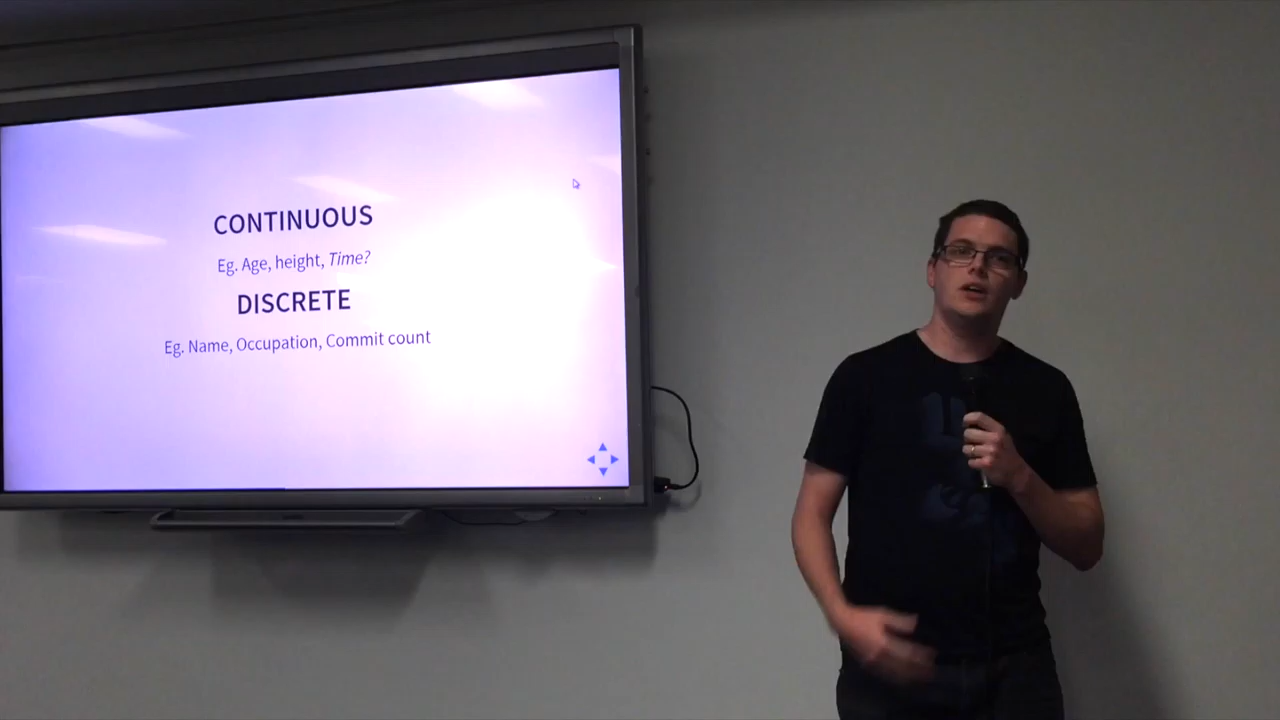 CONTINUOUS
Eg. Age, height, Time?
DISCRETE
Eg. Name, Occupation, Commit count